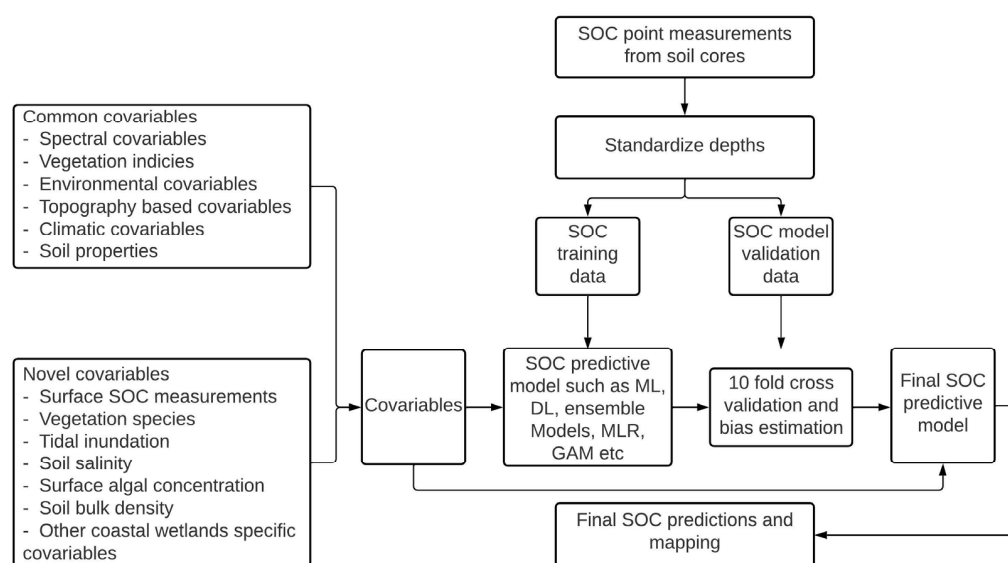 SOC point measurements
from soil cores
Standardize depths
SOC
training
data
SOC model
validation
data
Common covariables
- Spectral covariables
- Vegetation indicies
- Environmental covariables
- Topography based covariables
- Climatic covariables
- Soil properties
Novel covariables
- Surface SOC measurements
- Vegetation species
- Tidal inundation
- Soil salinity
- Surface algal concentration
- Soil bulk density
- Other coastal wetlands specific
covariables
Covariables
SOC predictive
model such as ML,
DL, ensemble
Models, MLR,
GAM etc
10 fold cross
validation and
bias estimation
Final SOC
predictive
model
Final SOC predictions and
mapping